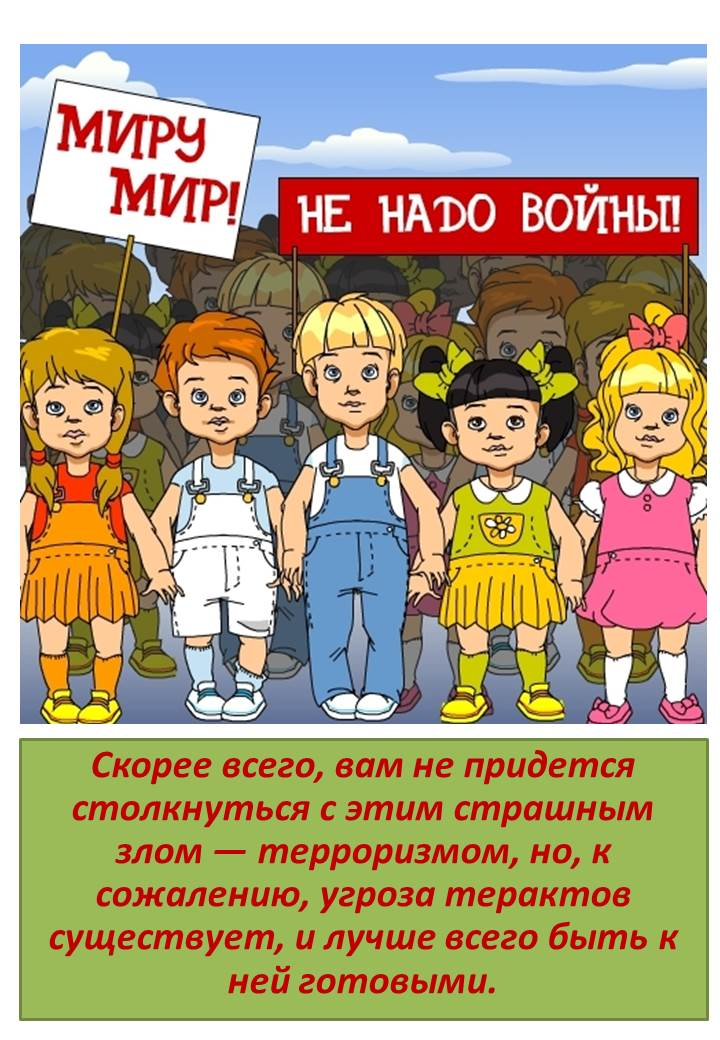 МИРУ
МИР!
НЕ НАДО ВОЙНЫ!
Скорее всего, вам не придется
столкнуться с этим страшным
злом — терроризмом, но, к
сожалению, угроза терактов
существует, и лучше всего быть к
ней готовыми.